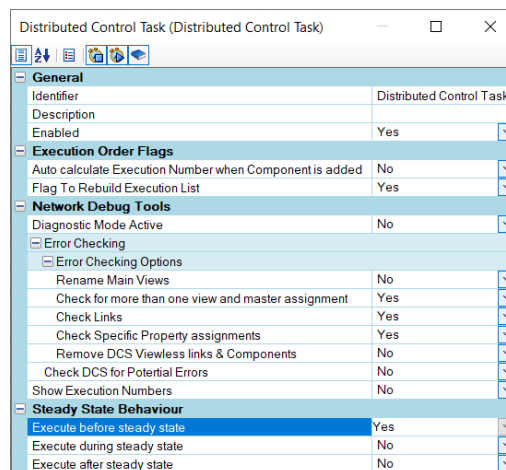 Distributed Control Task (Distributed Control Task)
General
Identifier Distributed Control Task
Description
Enabled Yes
Execution Order Flags
Auto calculate Execution Number when Component is added No
Flag To Rebuild Execution List Yes
Network Debug Tools
Diagnostic Mode Active No
Error Checking
Error Checking Options
Rename Main Views No
Check for more than one view and master assignment Yes
Check Links Yes
Check Specific Property assignments Yes
Remove DCS Viewless links & Components No
Check DCS for Potertial Errors No
Show Execution Numbers No
Steady State Behaviour
Execute before steady state Yes
Execute during steady state No
Execute after steady state No